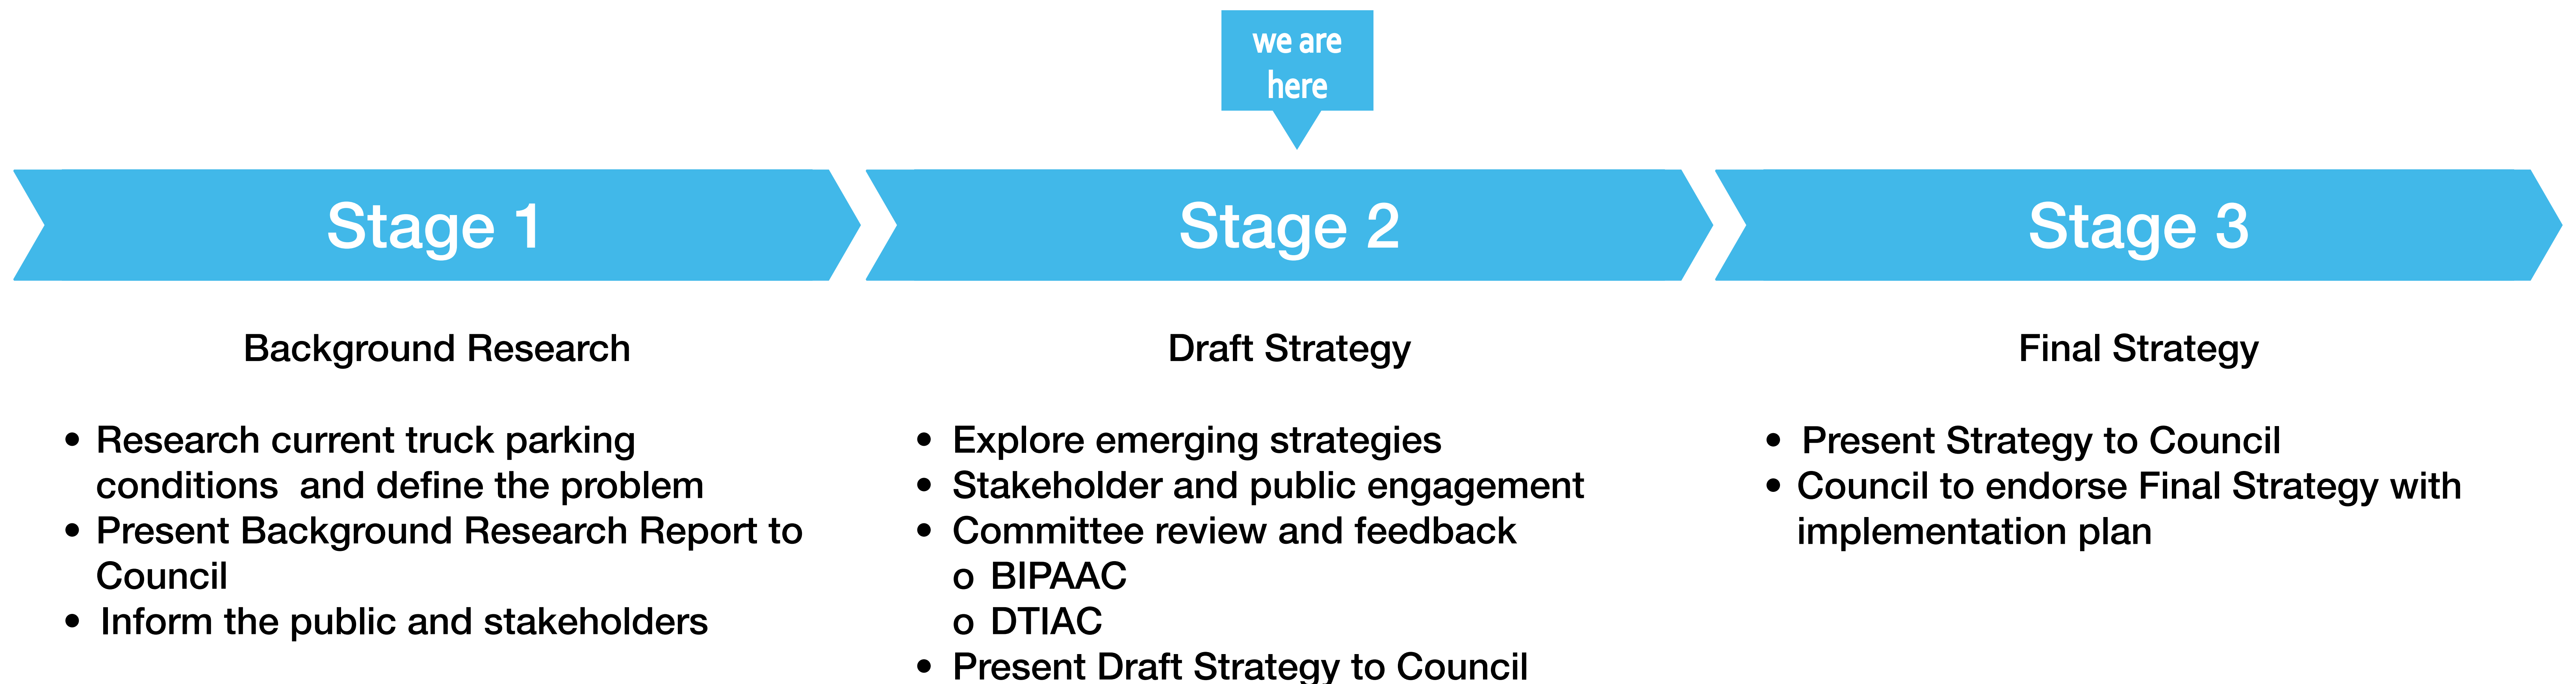 we are
here
Stage 1
Stage 2
Stage 3
Background Research
• Research current truck parking
conditions  and define the problem
• Present Background Research Report to
Council
• Inform the public and stakeholders
Draft Strategy
• Explore emerging strategies
• Stakeholder and public engagement
• Committee review and feedback
o BIPAAC
o DTIAC
• Present Draft Strategy to Council
Final Strategy
• Present Strategy to Council
• Council to endorse Final Strategy with
implementation plan